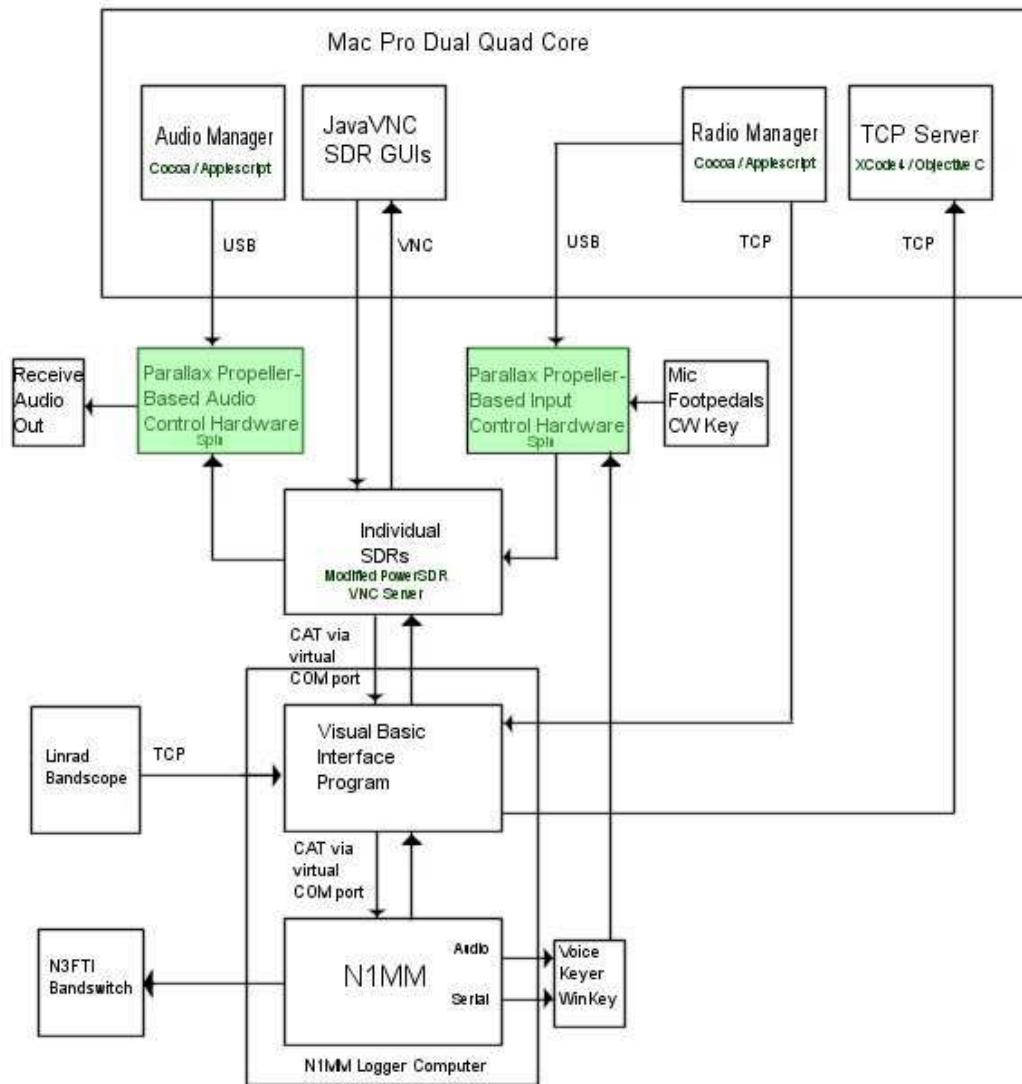 Mac Pro Dual Quad Core
Audio Manager
Cocoa / Applescript
JavaVNC
SDR GUIs
Radio Manager
Cocoa / Applescript
TCP Server
XCode4 / Objective C
USB
VNC
USB
TCP
TCP
Receive
Audio
Out
Parallax Propeller-
Based Audio
Control Hardware
Spin
Parallax Propeller-
Based Input
Control Hardware
Spin
Mic
Footpedals
CW Key
Individual
SDRs
Modified PowerSDR
VNC Server
CAT via
virtual
COM port
Linrad
Bandscope
TCP
Visual Basic
Interface
Program
CAT via
virtual
COM port
N3FTI
Bandswitch
N1MM
Audio
Serial
Voice
Keyer
WinKey
N1MM Logger Computer